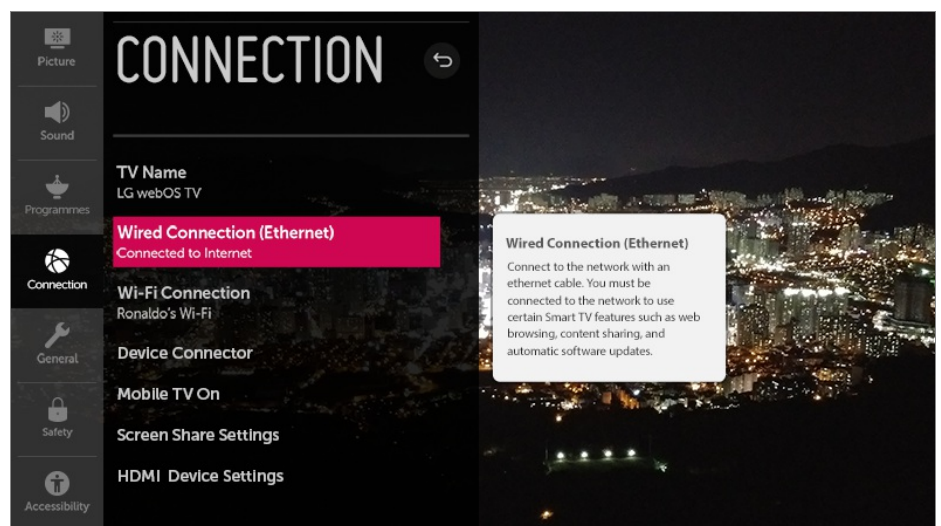 Picture
Sound
Programmes
Connection
General
Safety
Accessibility
CONNECTION
TV Name
LG webOS TV
Wired Connection (Ethernet)
Connected to Internet
Wi-Fi Connection
Ronaldo's Wi-Fi
Device Connector
Mobile TV On
Screen Share Settings
HDMI Device Settings
Wired Connection (Ethernet)
Connect to the network with an
ethernet cable. You must be
connected to the network to use
certain Smart TV features such as web
browsing, content sharing, and
automatic software updates.